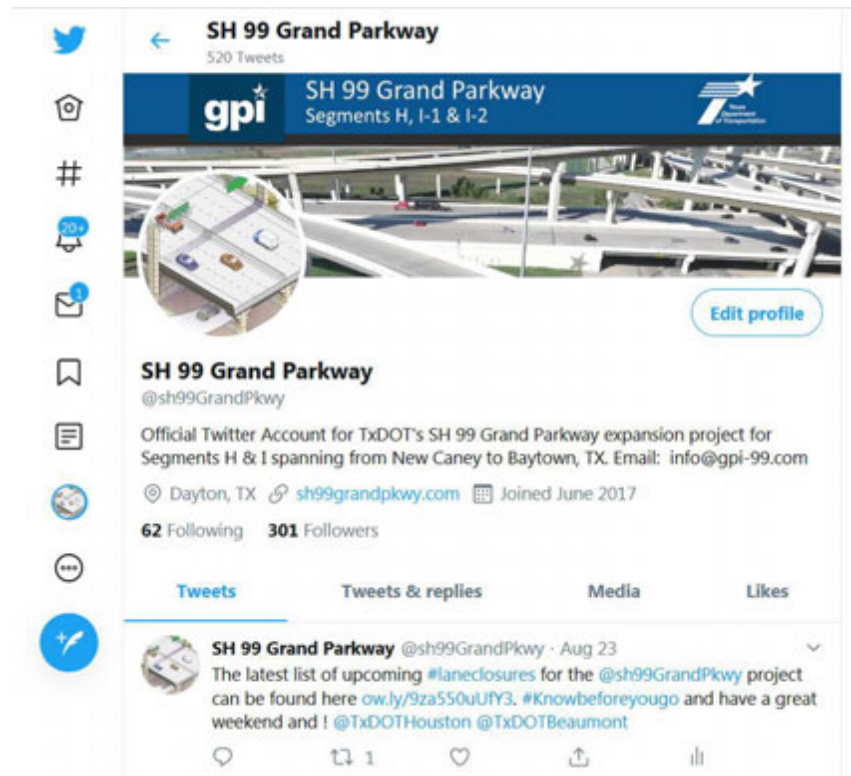 SH 99 Grand Parkway
520 Tweets
gpi
SH 99 Grand Parkway
Segments H, I-1 & I-2
Texas
Department
of Transportation
20+
1
Edit profile
SH 99 Grand Parkway
@sh99GrandPkwy
Official Twitter Account for TxDOT's SH 99 Grand Parkway expansion project for
Segments H & I spanning from New Caney to Baytown, TX. Email: info@gpi-99.com
Dayton, TX sh99grandpkwy.com Joined June 2017
62 Following 301 Followers
Tweets Tweets & replies Media Likes
SH 99 Grand Parkway @sh99GrandPkwy · Aug 23
The latest list of upcoming #laneclosures for the @sh99GrandPkwy project
can be found here ow.ly/9za550uUfY3. #Knowbeforeyougo and have a great
weekend and ! @TxDOTHouston @TxDOTBeaumont
1